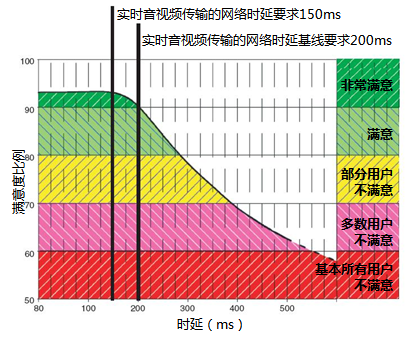 实时音视频传输的网络时延要求150ms
实时音视频传输的网络时延基线要求200ms
100
90
80
70
60
50
满意度比例
非常满意
满意
部分用户
不满意
多数用户
不满意
基本所有用户
不满意
80
100
200
300
400
500
时延（ms）